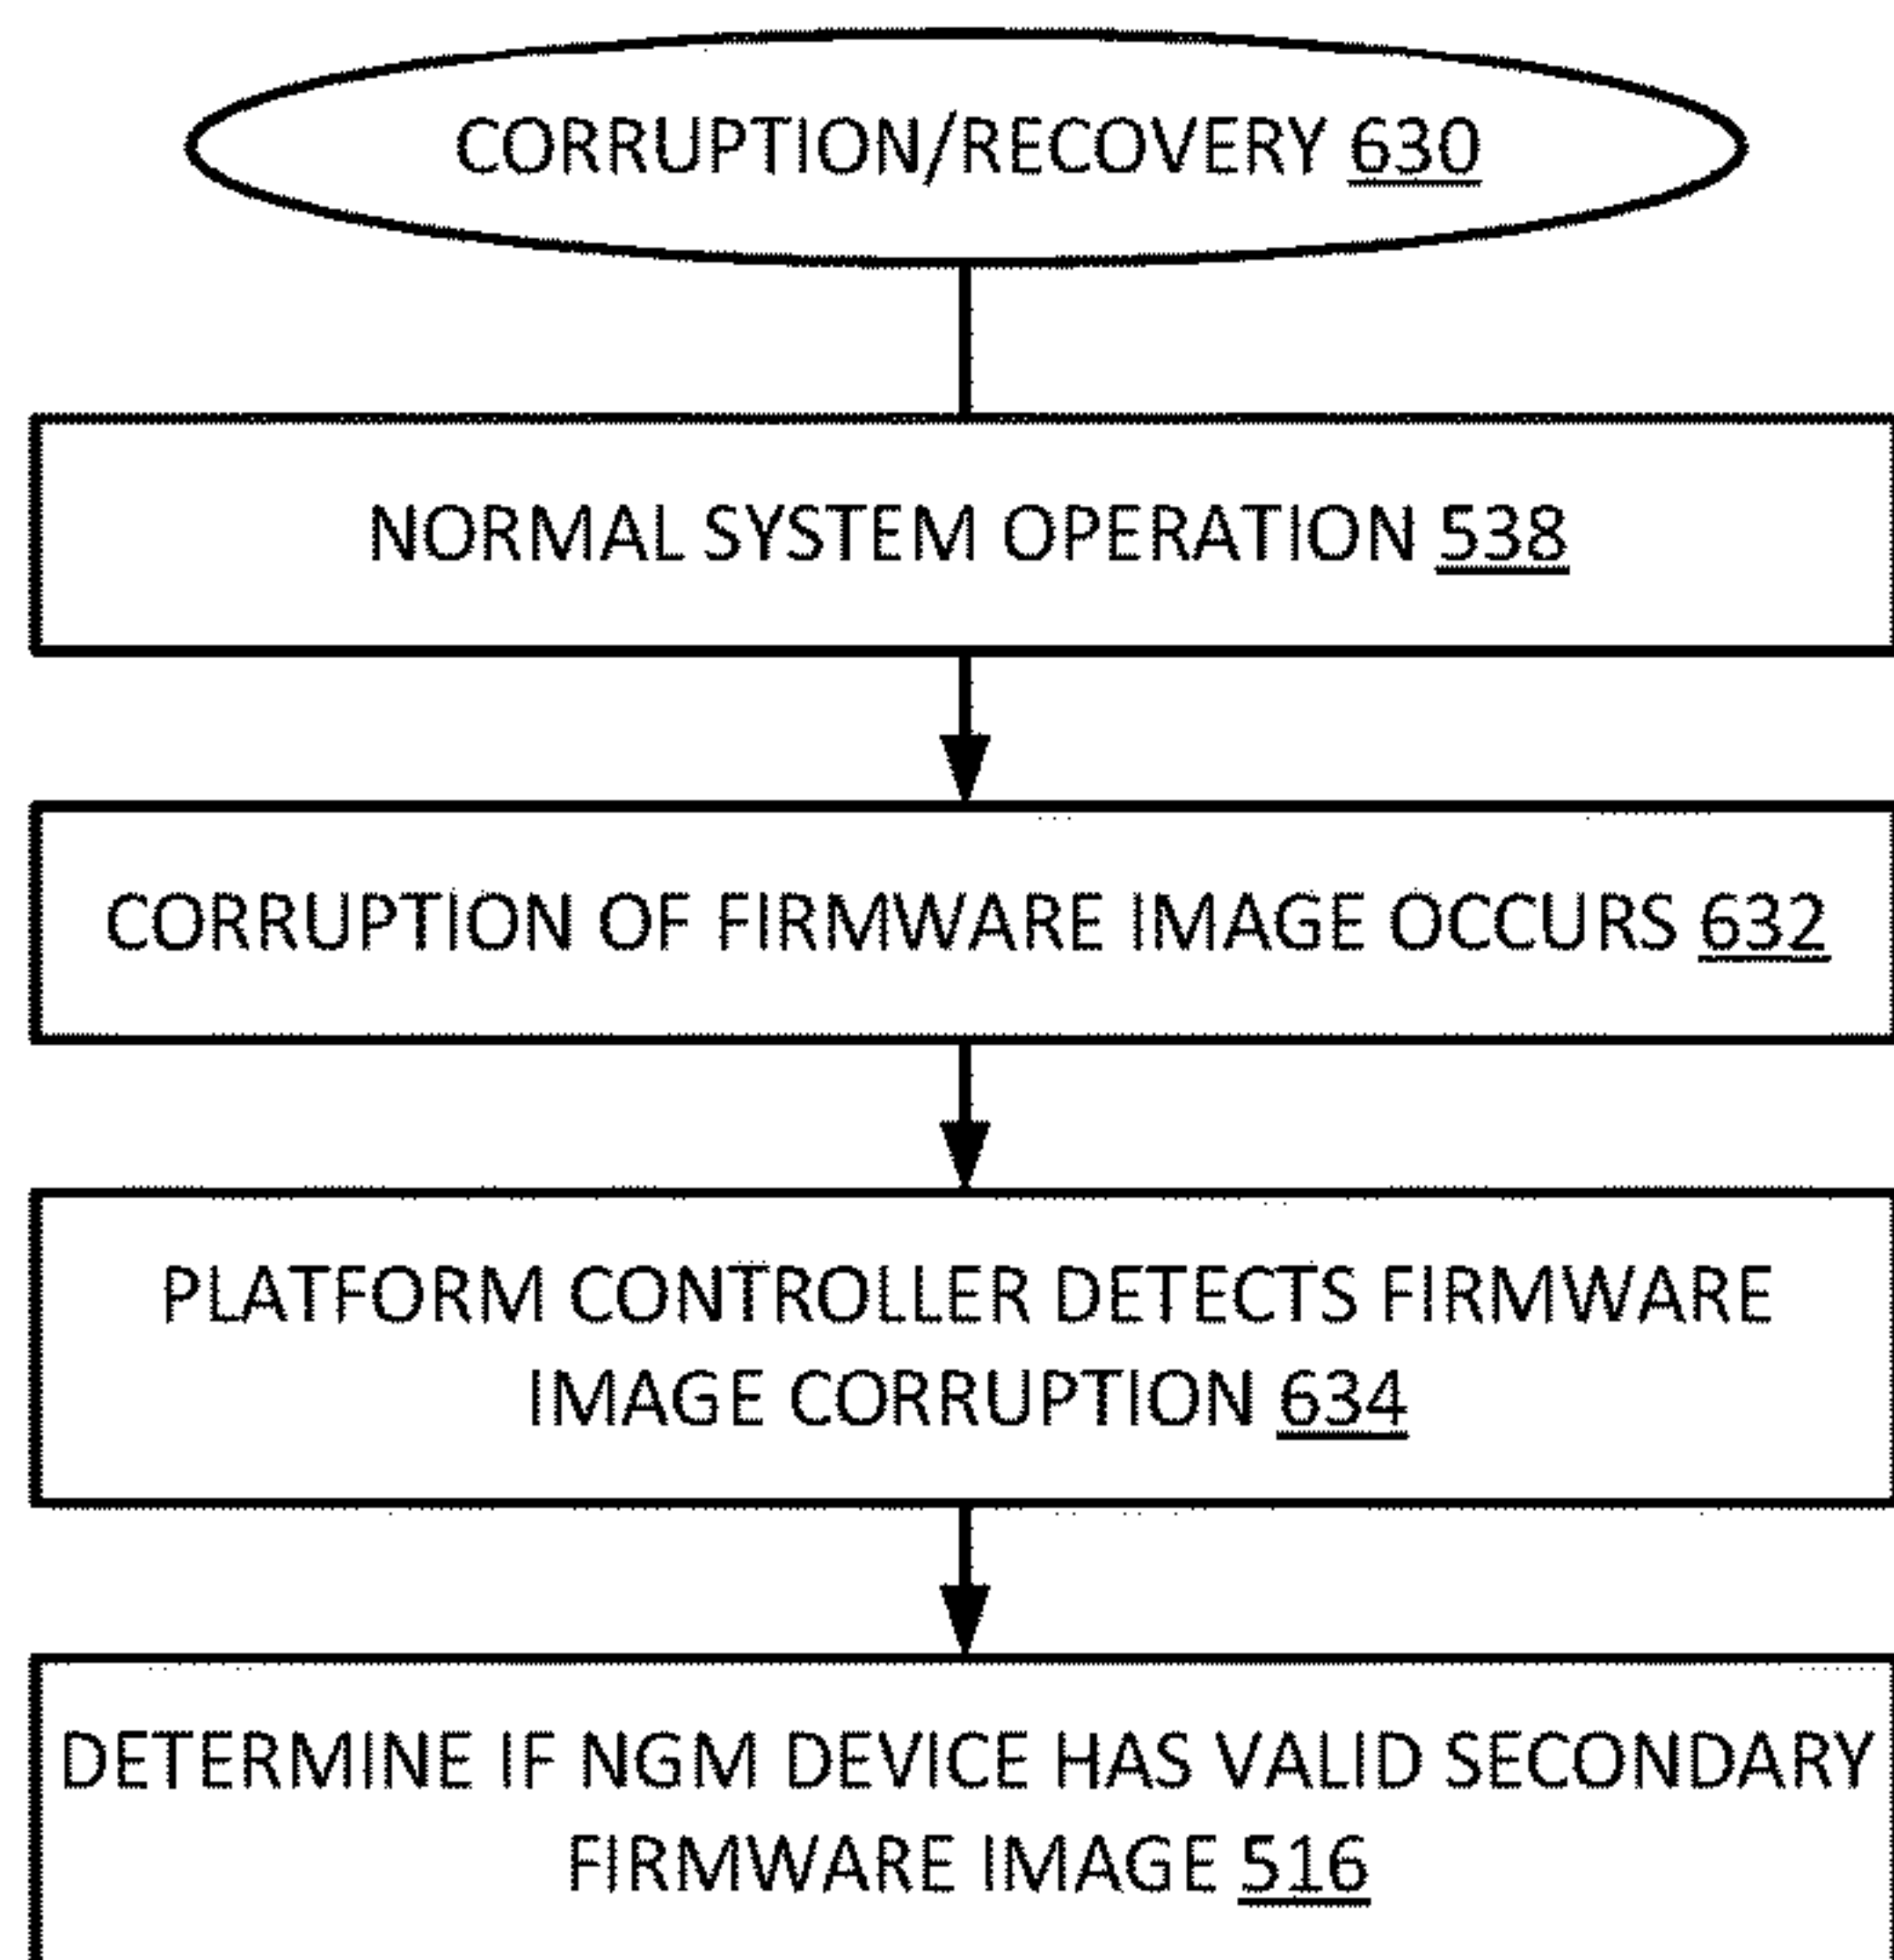 CORRUPTION/RECOVERY 630
NORMAL SYSTEM OPERATION 538
CORRUPTION OF FIRMWARE IMAGE OCCURS 632
PLATFORM CONTROLLER DETECTS FIRMWARE
IMAGE CORRUPTION 634
DETERMINE IF NGM DEVICE HAS VALID SECONDARY
FIRMWARE IMAGE 516